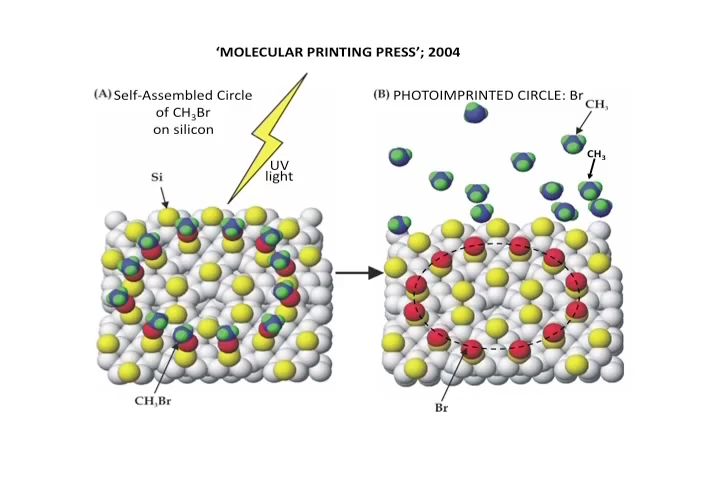 ‘MOLECULAR PRINTING PRESS’; 2004
(A) Self-Assembled Circle
of CH₃Br
on silicon
UV
light
Si
CH₃Br
(B) PHOTOIMPRINTED CIRCLE: Br
CH₃
CH₃
Br